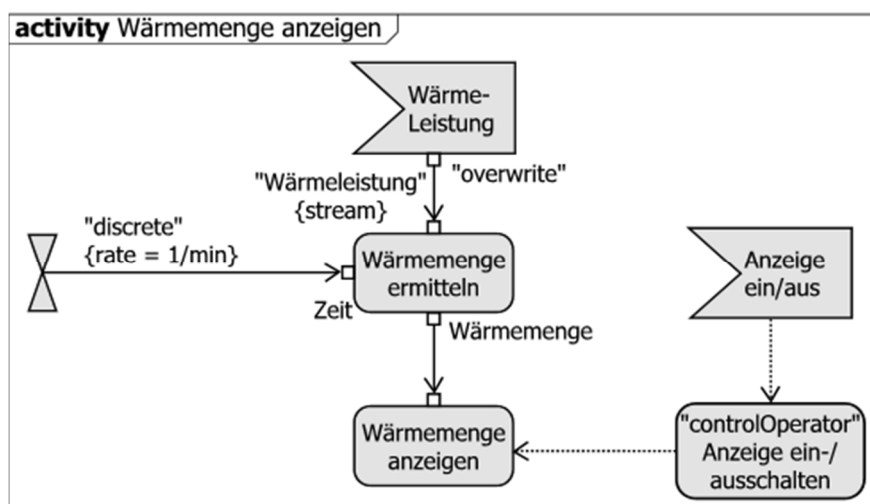 activity Wärmemenge anzeigen
Wärme-
Leistung
"Wärmeleistung"
{stream}
"overwrite"
"discrete"
{rate = 1/min}
Wärmemenge
ermitteln
Zeit
Anzeige
ein/aus
Wärmemenge
Wärmemenge
anzeigen
"controlOperator"
Anzeige ein-/
ausschalten